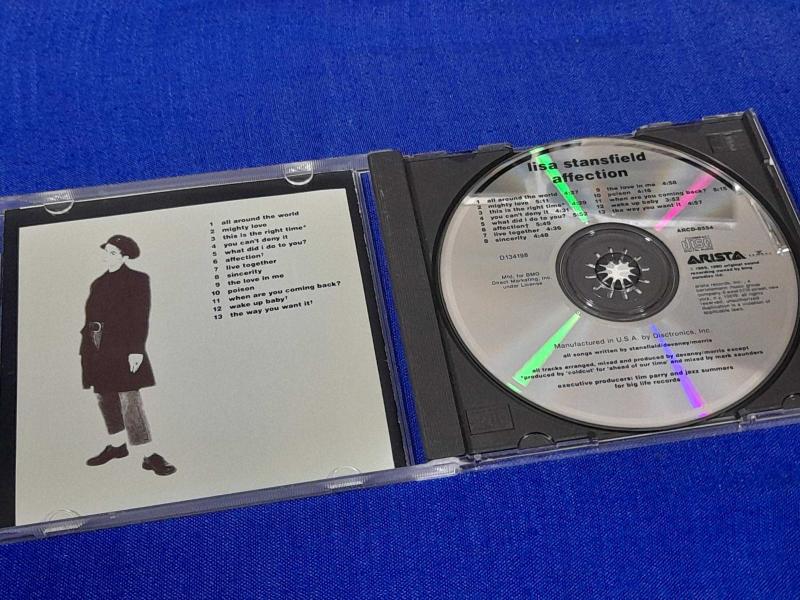 1 all around the world
2 mighty love
3 this is the right time*
4 you can't deny it
5 what did i do to you?
6 affection†
7 live together
8 sincerity
9 the love in me
10 poison
11 when are you coming back?
12 wake up baby†
13 the way you want it†
lisa stansfield
affection
1 all around the world 4:27
2 mighty love 5:11
3 this is the right time*
4 you can't deny it 4:31
5 what did i do to you?
6 affection† 5:45
7 live together
8 sincerity 4:48
9 the love in me 4:58
10 poison 4:16
11 when are you coming back? 5:15
12 wake up baby 3:52
13 the way you want it 4:57
D134198
Mfd. for BMG
Direct Marketing, Inc.
under License
ARCD-8554
ARISTA
Manufactured in U.S.A. by Disctronics, Inc.
all songs written by stansfield/devaney/morris
all tracks arranged, mixed and produced by devaney/morris except
*produced by 'coldcut' for 'ahead of our time' and mixed by mark saunders
executive producers: tim parry and jazz summers
for big life records